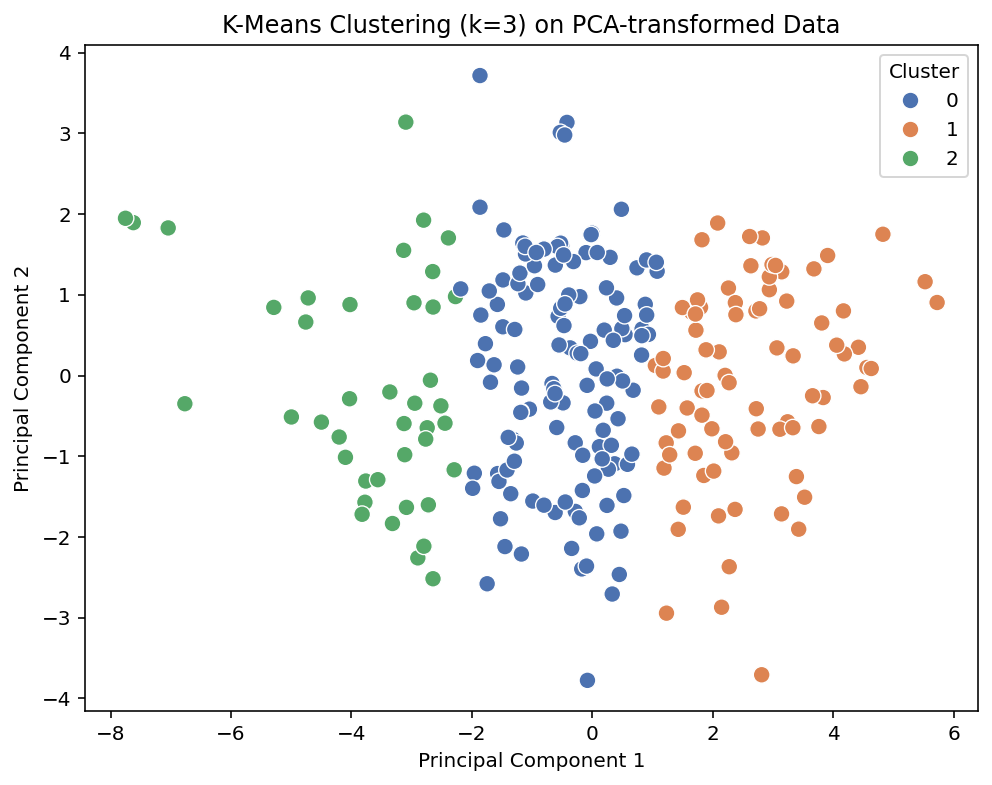 K-Means Clustering (k=3) on PCA-transformed Data
Cluster
0
1
2
Principal Component 2
4
3
2
1
0
−1
−2
−3
−4
−8 −6 −4 −2 0 2 4 6
Principal Component 1